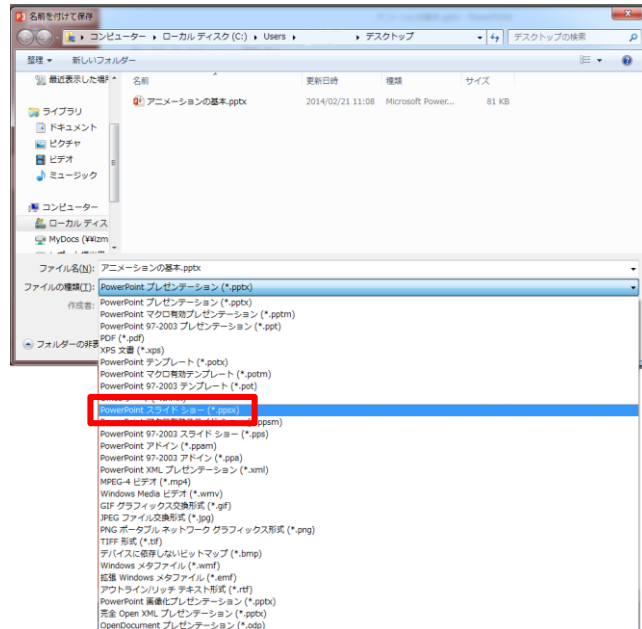 名前を付けて保存
コンピューター ▸ ローカル ディスク (C:) ▸ Users ▸ ▸ デスクトップ
デスクトップの検索
整理 新しいフォルダー
最近表示した場所
名前 更新日時 種類 サイズ
アニメーションの基本.pptx 2014/02/21 11:08 Microsoft Power... 81 KB
ライブラリ
ドキュメント
ピクチャ
ビデオ
ミュージック
コンピューター
ローカル ディス
MyDocs (¥¥izm
ファイル名(N): アニメーションの基本.pptx
ファイルの種類(T): PowerPoint プレゼンテーション (*.pptx)
作成者:
フォルダーの非表
PowerPoint プレゼンテーション (*.pptx)
PowerPoint マクロ有効プレゼンテーション (*.pptm)
PowerPoint 97-2003 プレゼンテーション (*.ppt)
PDF (*.pdf)
XPS 文書 (*.xps)
PowerPoint テンプレート (*.potx)
PowerPoint マクロ有効テンプレート (*.potm)
PowerPoint 97-2003 テンプレート (*.pot)
PowerPoint スライド ショー (*.ppsx)
PowerPoint 97-2003 スライド ショー (*.pps)
PowerPoint アドイン (*.ppam)
PowerPoint 97-2003 アドイン (*.ppa)
PowerPoint XML プレゼンテーション (*.xml)
MPEG-4 ビデオ (*.mp4)
Windows Media ビデオ (*.wmv)
GIF グラフィックス交換形式 (*.gif)
JPEG ファイル交換形式 (*.jpg)
PNG ポータブル ネットワーク グラフィックス形式 (*.png)
TIFF 形式 (*.tif)
デバイスに依存しないビットマップ (*.bmp)
Windows メタファイル (*.wmf)
拡張 Windows メタファイル (*.emf)
アウトライン/リッチ テキスト形式 (*.rtf)
PowerPoint 画像化プレゼンテーション (*.pptx)
完全 Open XML プレゼンテーション (*.pptx)
OpenDocument プレゼンテーション (*.odp)